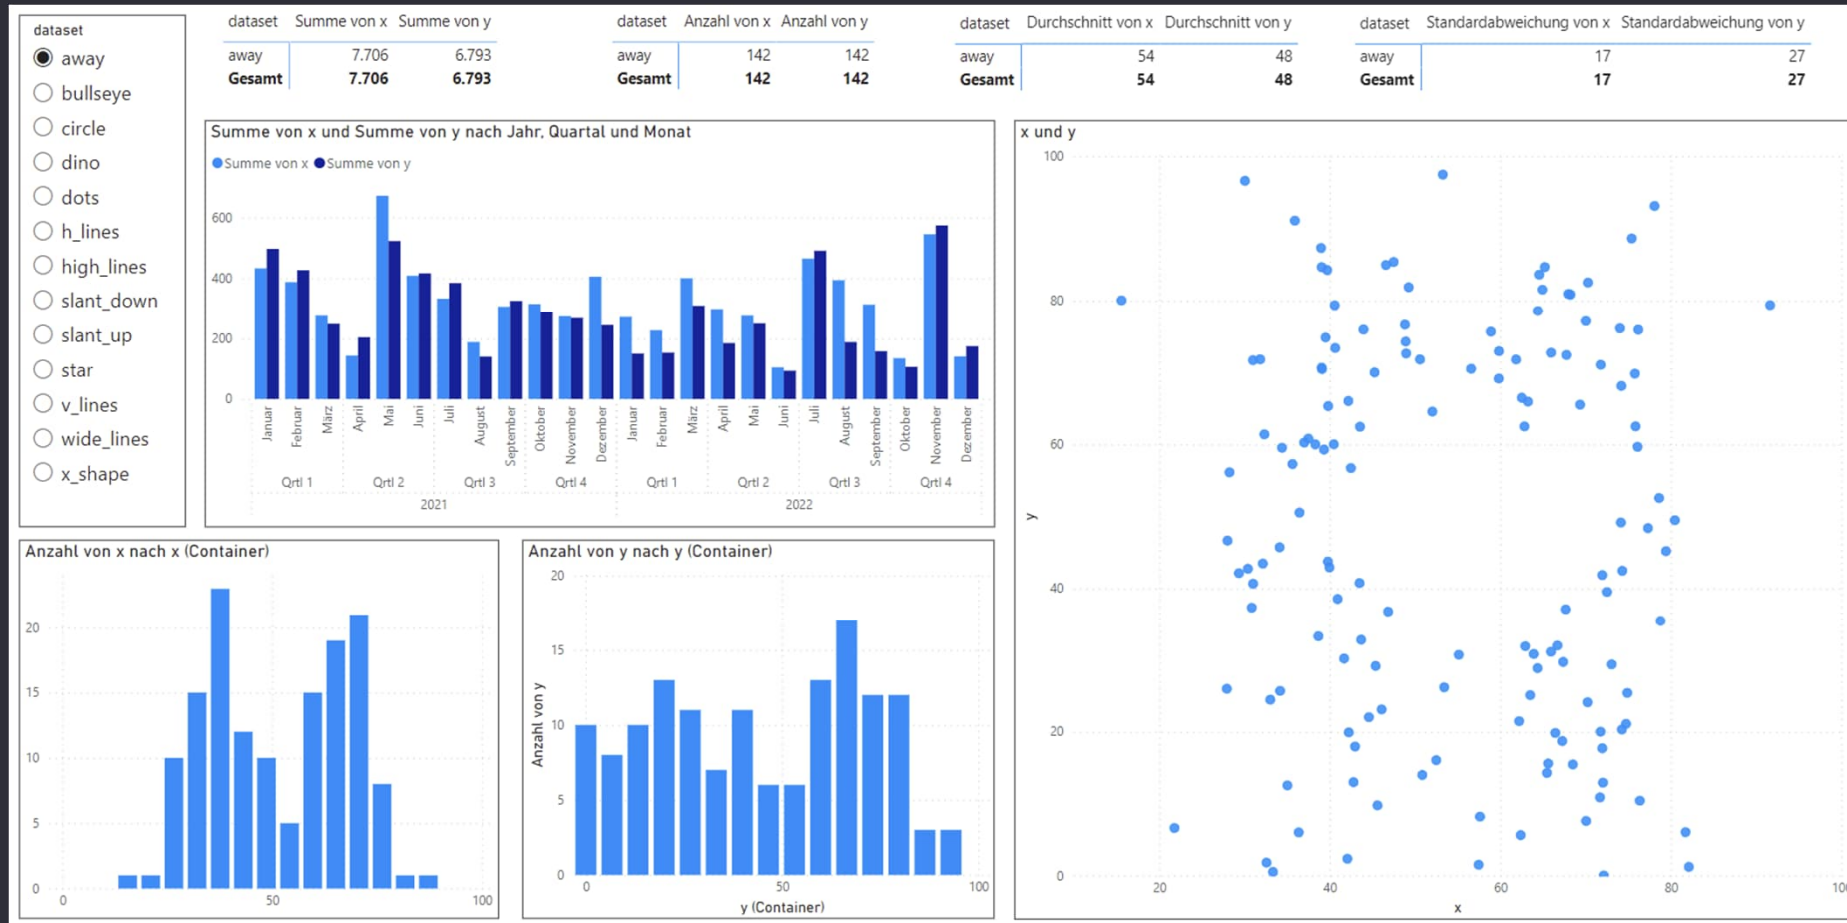 dataset
away
bullseye
circle
dino
dots
h_lines
high_lines
slant_down
slant_up
star
v_lines
wide_lines
x_shape
dataset Summe von x Summe von y
away 7.706 6.793
Gesamt 7.706 6.793
dataset Anzahl von x Anzahl von y
away 142 142
Gesamt 142 142
dataset Durchschnitt von x Durchschnitt von y
away 54 48
Gesamt 54 48
dataset Standardabweichung von x Standardabweichung von y
away 17 27
Gesamt 17 27
Summe von x und Summe von y nach Jahr, Quartal und Monat
Summe von x Summe von y
600
400
200
0
Januar Februar März April Mai Juni Juli August September Oktober November Dezember Januar Februar März April Mai Juni Juli August September Oktober November Dezember
Qrtl 1 Qrtl 2 Qrtl 3 Qrtl 4 Qrtl 1 Qrtl 2 Qrtl 3 Qrtl 4
2021 2022
x und y
100
80
60
40
20
0
y
20 40 60 80 100
x
Anzahl von x nach x (Container)
20
15
10
5
0
0 50 100
Anzahl von y nach y (Container)
20
15
10
5
0
Anzahl von y
0 50 100
y (Container)